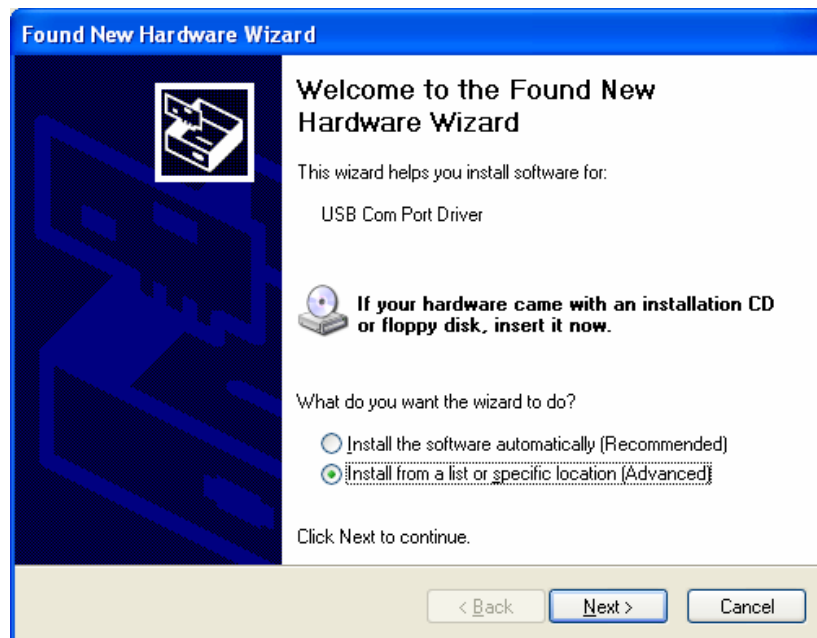 Found New Hardware Wizard
Welcome to the Found New
Hardware Wizard
This wizard helps you install software for:
USB Com Port Driver
If your hardware came with an installation CD
or floppy disk, insert it now.
What do you want the wizard to do?
Install the software automatically (Recommended)
Install from a list or specific location (Advanced)
Click Next to continue.
< Back Next > Cancel